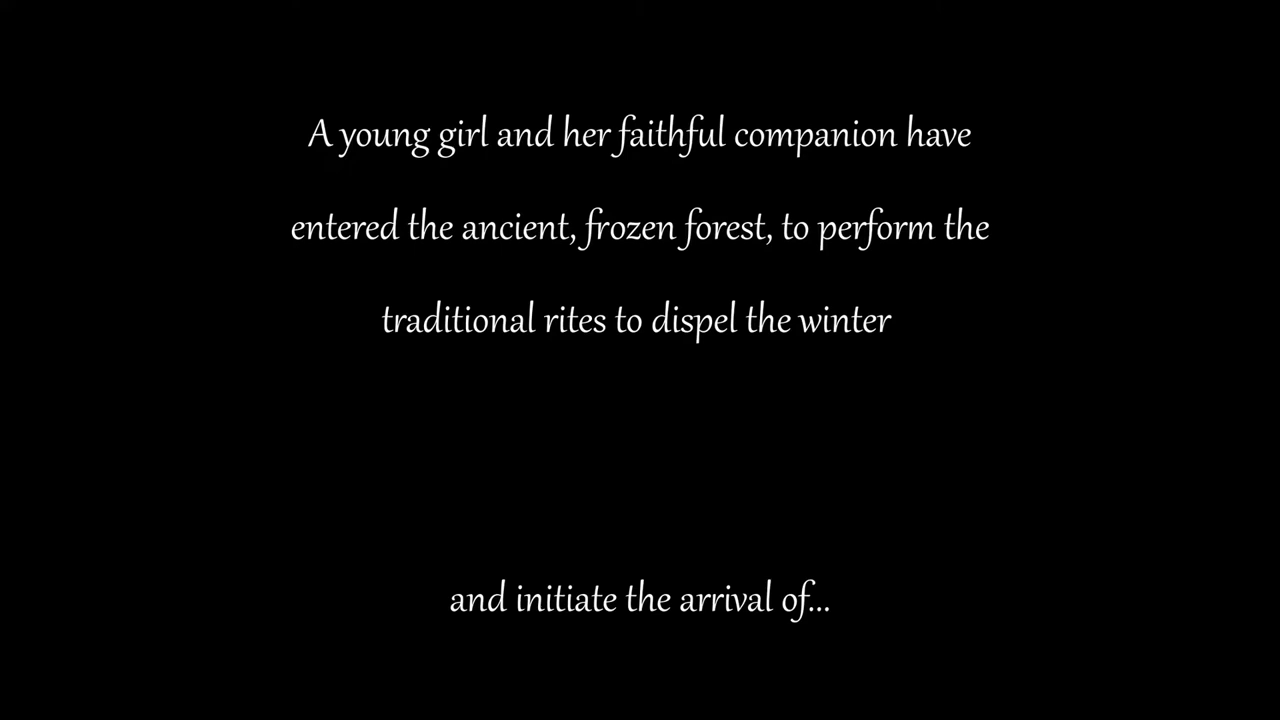 A young girl and her faithful companion have
entered the ancient, frozen forest, to perform the
traditional rites to dispel the winter
and initiate the arrival of...